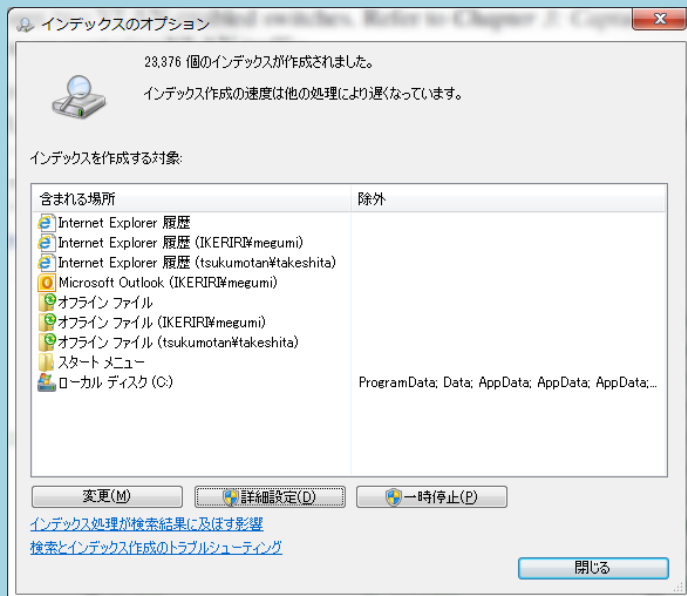 インデックスのオプション
bled switches. Refer to Chapter 3: Captu
23,376 個のインデックスが作成されました。
インデックス作成の速度は他の処理により遅くなっています。
インデックスを作成する対象:
含まれる場所 除外
Internet Explorer 履歴
Internet Explorer 履歴 (IKERIRI¥megumi)
Internet Explorer 履歴 (tsukumotan¥takeshita)
Microsoft Outlook (IKERIRI¥megumi)
オフライン ファイル
オフライン ファイル (IKERIRI¥megumi)
オフライン ファイル (tsukumotan¥takeshita)
スタート メニュー
ローカル ディスク (C:) ProgramData; Data; AppData; AppData; AppData;...
変更(M) 詳細設定(D) 一時停止(P)
インデックス処理が検索結果に及ぼす影響
検索とインデックス作成のトラブルシューティング
閉じる